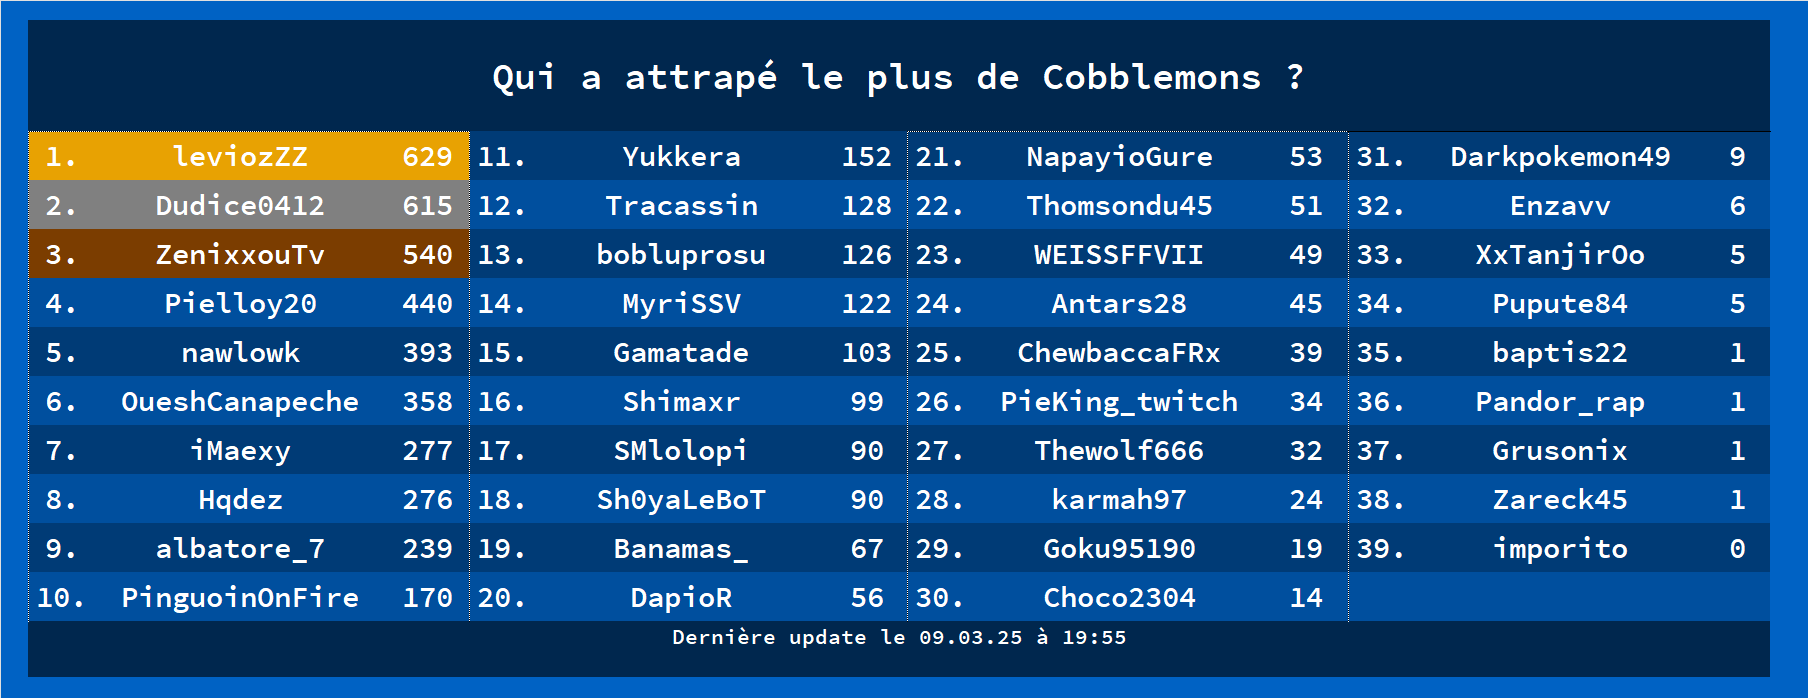 Qui a attrapé le plus de Cobblemons ?
1. leviozZZ 629
2. Dudice0412 615
3. ZenixxouTv 540
4. Pielloy20 440
5. nawlowk 393
6. OueshCanapeche 358
7. iMaexy 277
8. Hqdez 276
9. albatore_7 239
10. PinguoinOnFire 170
11. Yukkera 152
12. Tracassin 128
13. bobluprosu 126
14. MyriSSV 122
15. Gamatade 103
16. Shimaxr 99
17. SMlolopi 90
18. Sh0yaLeBoT 90
19. Banamas_ 67
20. DapioR 56
21. NapayioGure 53
22. Thomsondu45 51
23. WEISSFFVII 49
24. Antars28 45
25. ChewbaccaFRx 39
26. PieKing_twitch 34
27. Thewolf666 32
28. karmah97 24
29. Goku95190 19
30. Choco2304 14
31. Darkpokemon49 9
32. Enzavv 6
33. XxTanjirOo 5
34. Pupute84 5
35. baptis22 1
36. Pandor_rap 1
37. Grusonix 1
38. Zareck45 1
39. imporito 0
Dernière update le 09.03.25 à 19:55